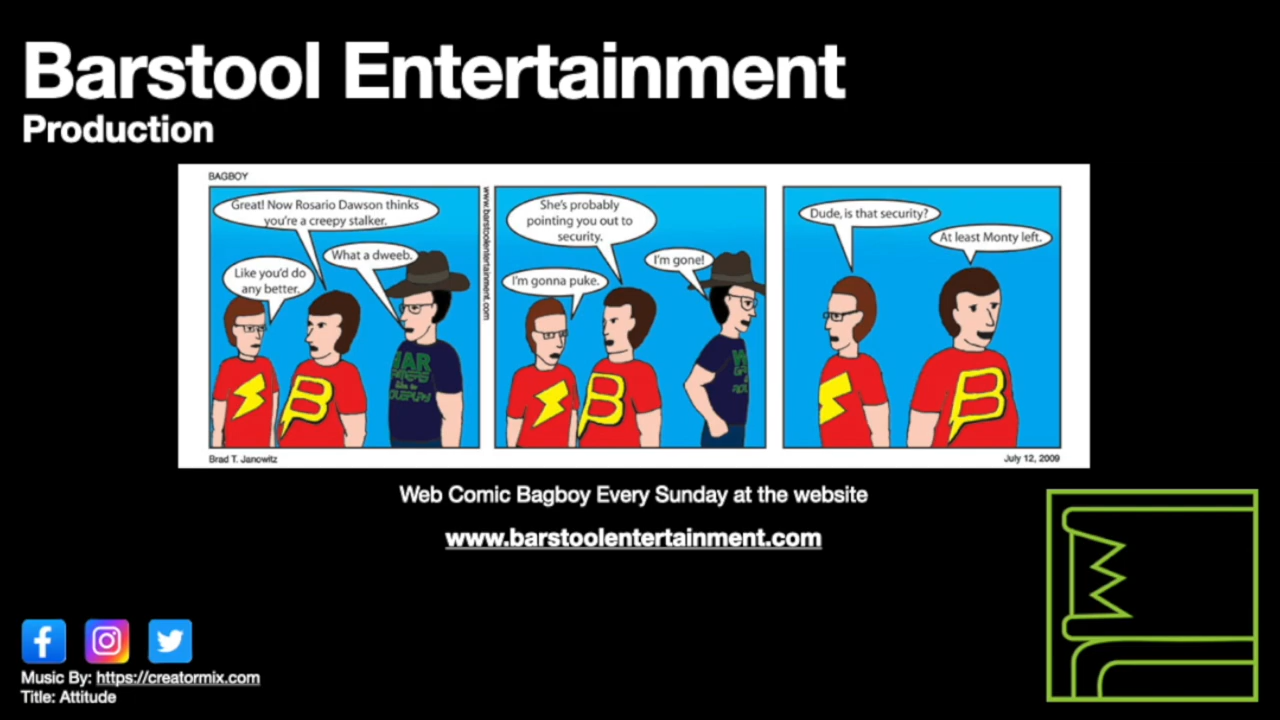 Barstool Entertainment
Production
BAGBOY
Great! Now Rosario Dawson thinks
you're a creepy stalker.
What a dweeb.
Like you'd do
any better.
www.barstoolentertainment.com
She's probably
pointing you out to
security.
I'm gone!
I'm gonna puke.
Dude, is that security?
At least Monty left.
B
WAR
B
B
Brad T. Janowitz
July 12, 2009
Web Comic Bagboy Every Sunday at the website
www.barstoolentertainment.com
Music By: https://creatormix.com
Title: Attitude